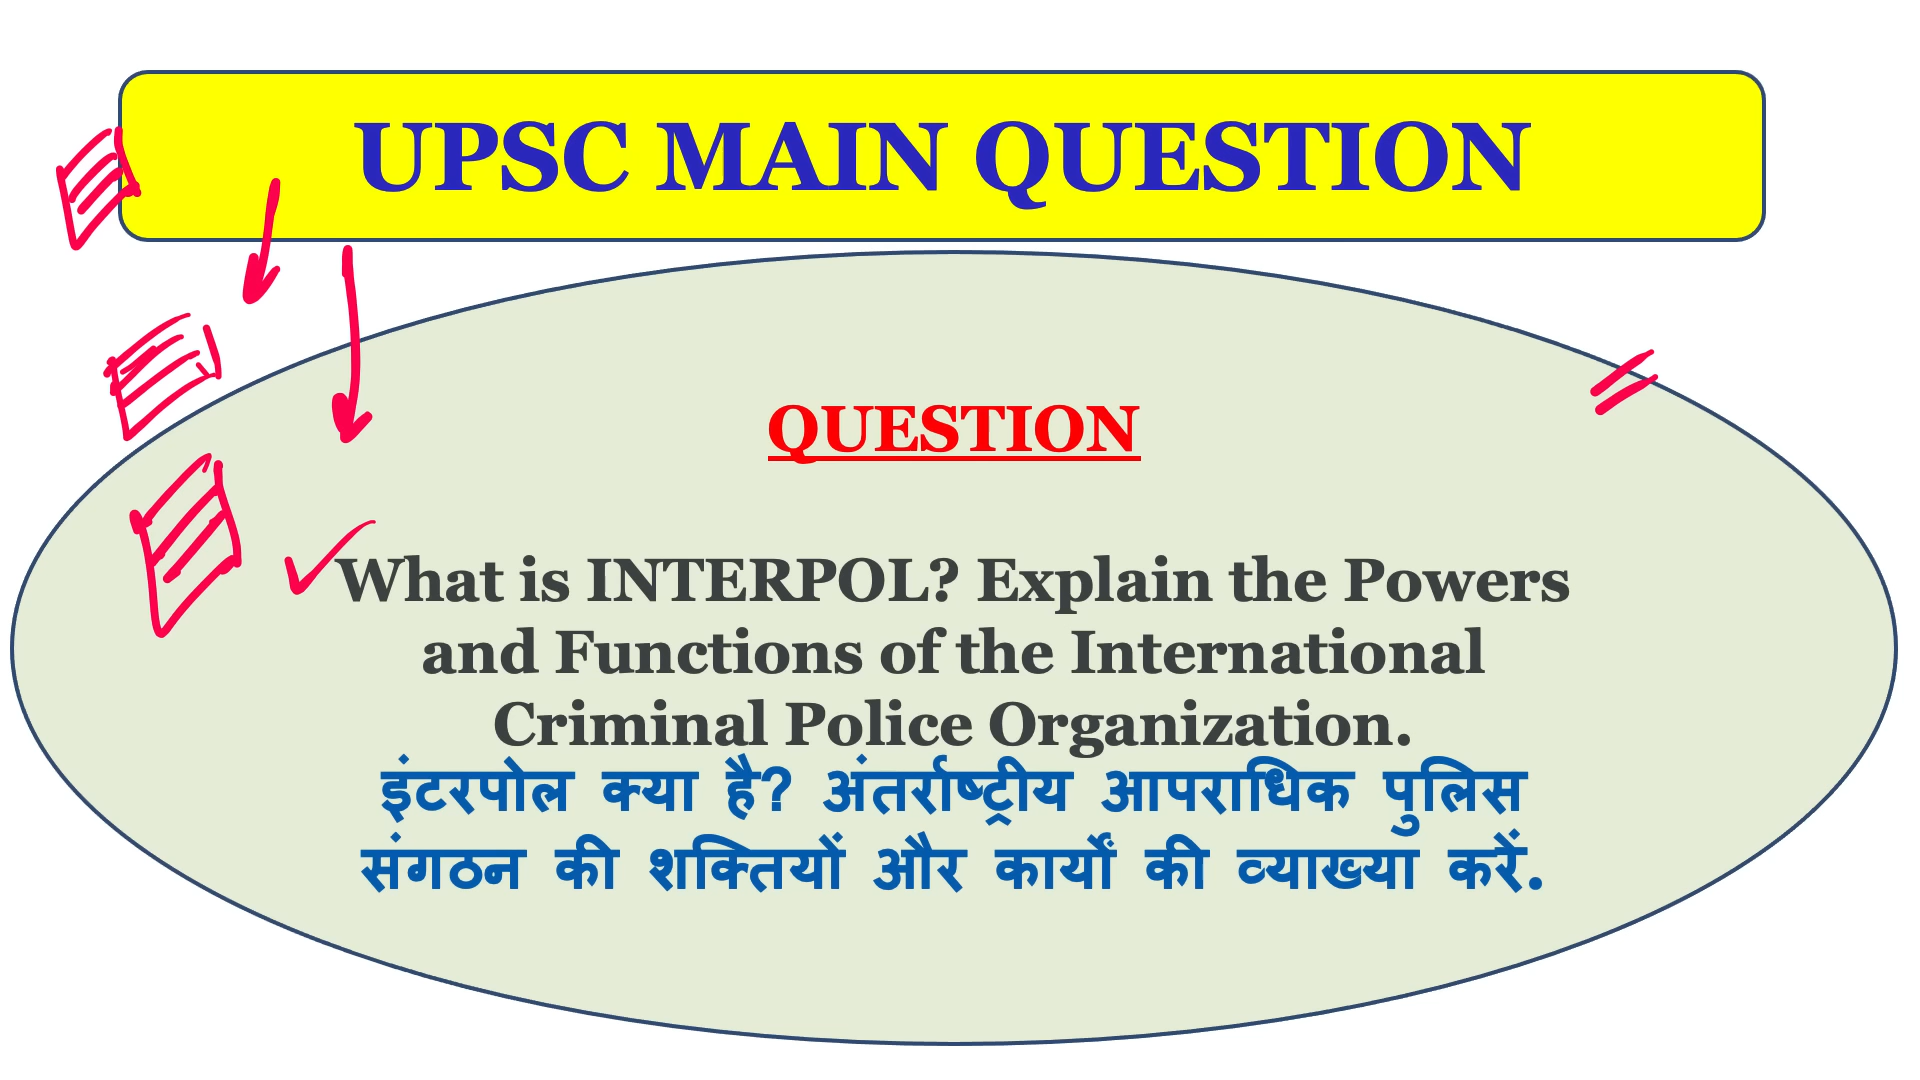 UPSC MAIN QUESTION
QUESTION
What is INTERPOL? Explain the Powers
and Functions of the International
Criminal Police Organization.
इंटरपोल क्या है? अंतर्राष्ट्रीय आपराधिक पुलिस
संगठन की शक्तियों और कार्यों की व्याख्या करें.